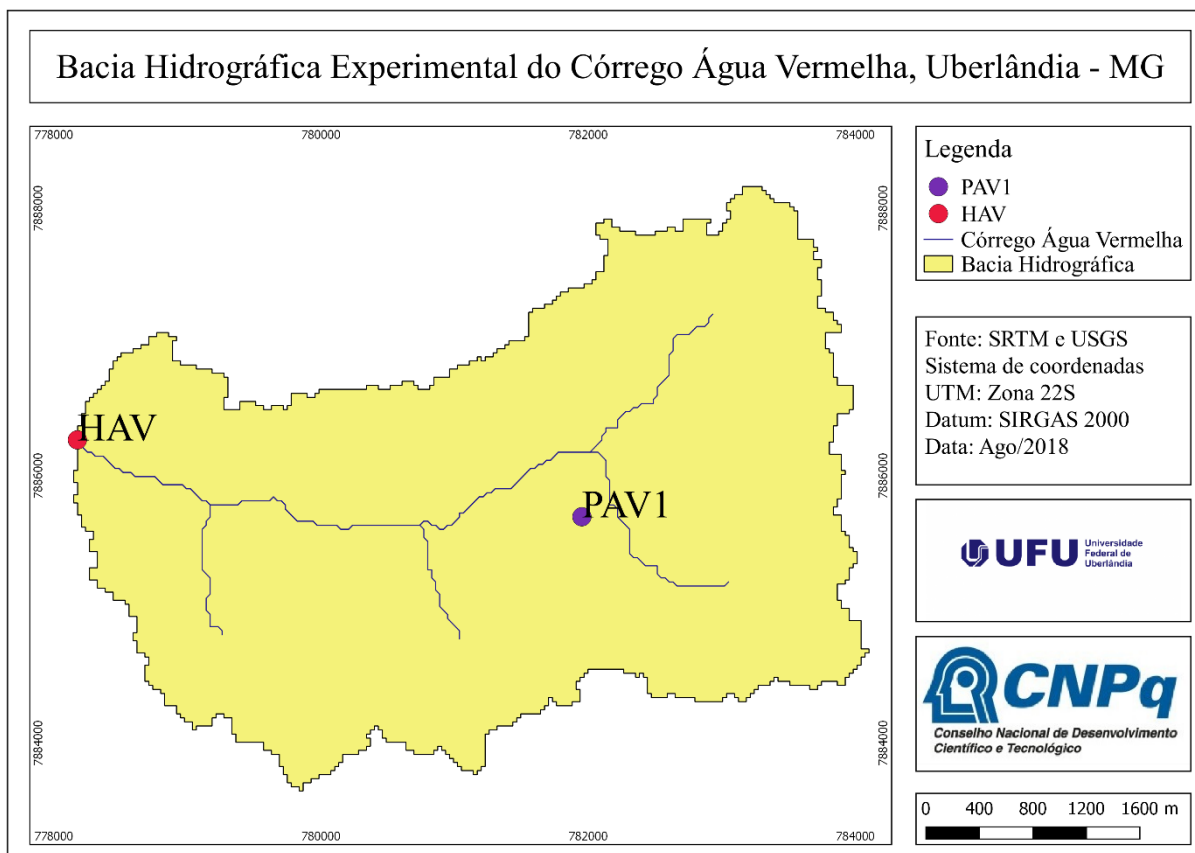 Bacia Hidrográfica Experimental do Córrego Água Vermelha, Uberlândia - MG
778000
780000
782000
784000
7888000
7888000
HAV
7886000
7886000
PAV1
7884000
7884000
778000
780000
782000
784000
Legenda
PAV1
HAV
Córrego Água Vermelha
Bacia Hidrográfica
Fonte: SRTM e USGS
Sistema de coordenadas
UTM: Zona 22S
Datum: SIRGAS 2000
Data: Ago/2018
UFU
Universidade
Federal de
Uberlândia
CNPq
Conselho Nacional de Desenvolvimento
Científico e Tecnológico
0 400 800 1200 1600 m